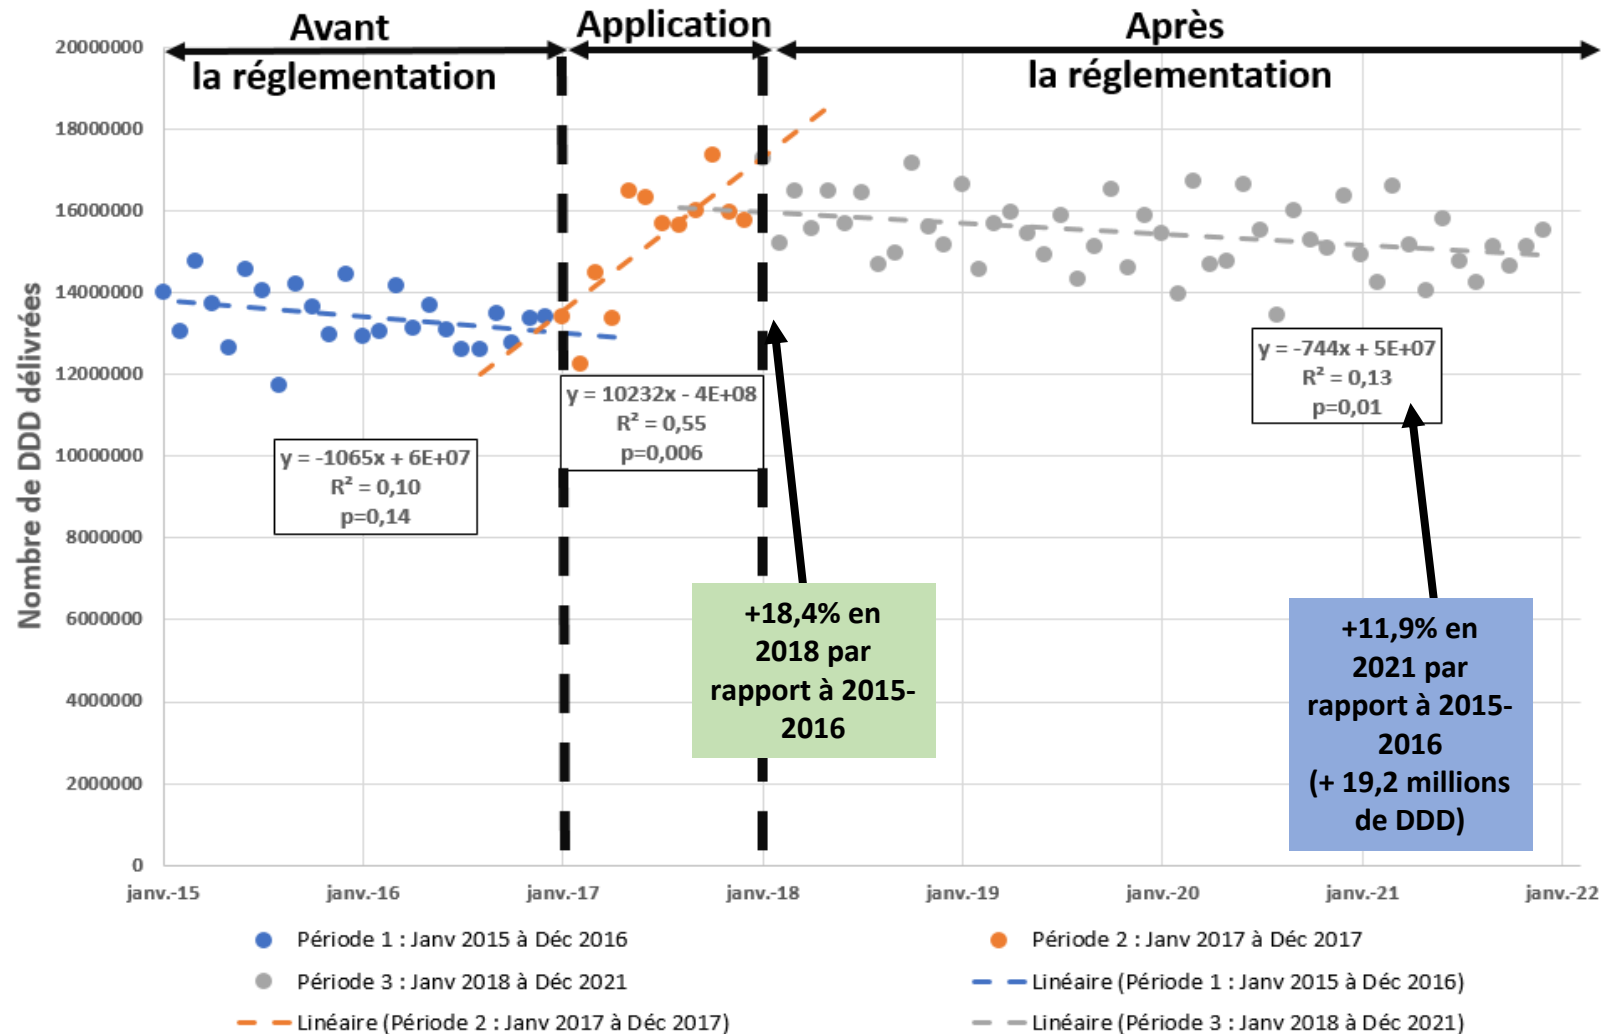 Avant
la réglementation
Application
Après
la réglementation
Nombre de DDD délivrées
20000000
18000000
16000000
14000000
12000000
10000000
8000000
6000000
4000000
2000000
0
y = -1065x + 6E+07
R² = 0,10
p=0,14
y = 10232x - 4E+08
R² = 0,55
p=0,006
y = -744x + 5E+07
R² = 0,13
p=0,01
+18,4% en
2018 par
rapport à 2015-
2016
+11,9% en
2021 par
rapport à 2015-
2016
(+ 19,2 millions
de DDD)
janv.-15
janv.-16
janv.-17
janv.-18
janv.-19
janv.-20
janv.-21
janv.-22
Période 1 : Janv 2015 à Déc 2016
Période 2 : Janv 2017 à Déc 2017
Période 3 : Janv 2018 à Déc 2021
Linéaire (Période 1 : Janv 2015 à Déc 2016)
Linéaire (Période 2 : Janv 2017 à Déc 2017)
Linéaire (Période 3 : Janv 2018 à Déc 2021)